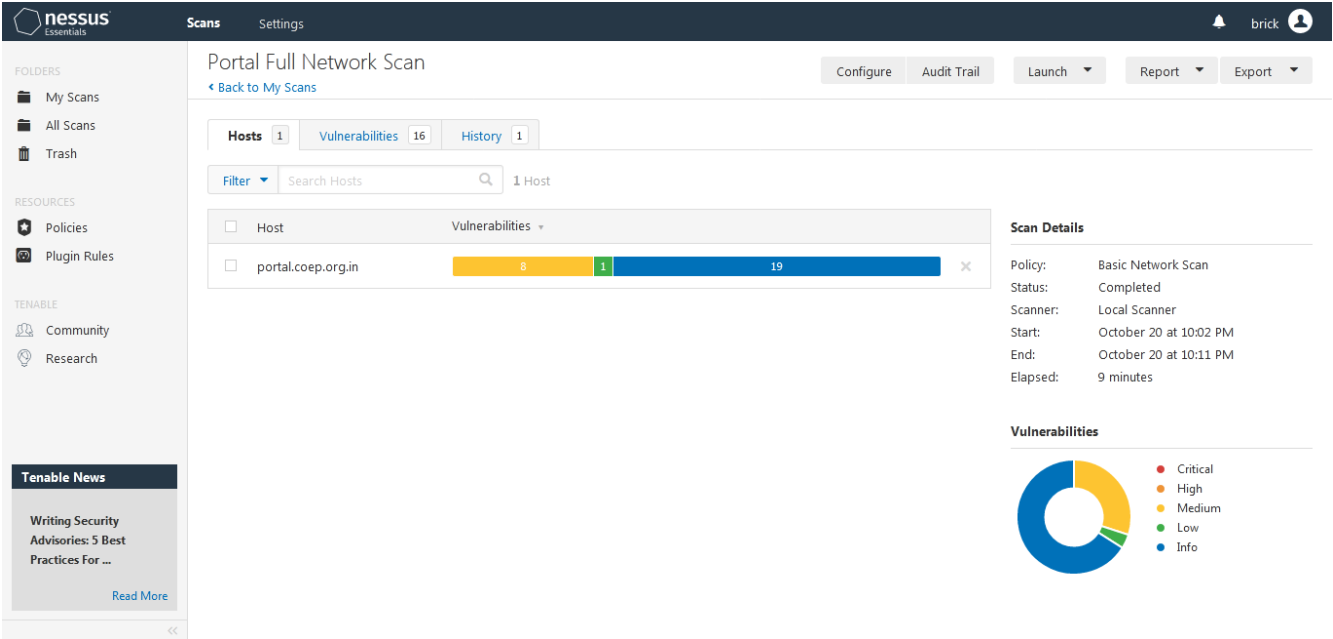 nessus
Essentials
Scans
Settings
brick
FOLDERS
My Scans
All Scans
Trash
RESOURCES
Policies
Plugin Rules
TENABLE
Community
Research
Tenable News
Writing Security
Advisories: 5 Best
Practices For ...
Read More
Portal Full Network Scan
Back to My Scans
Configure
Audit Trail
Launch
Report
Export
Hosts 1
Vulnerabilities 16
History 1
Filter
Search Hosts
1 Host
Host Vulnerabilities
portal.coep.org.in 8 1 19
Scan Details
Policy: Basic Network Scan
Status: Completed
Scanner: Local Scanner
Start: October 20 at 10:02 PM
End: October 20 at 10:11 PM
Elapsed: 9 minutes
Vulnerabilities
Critical
High
Medium
Low
Info